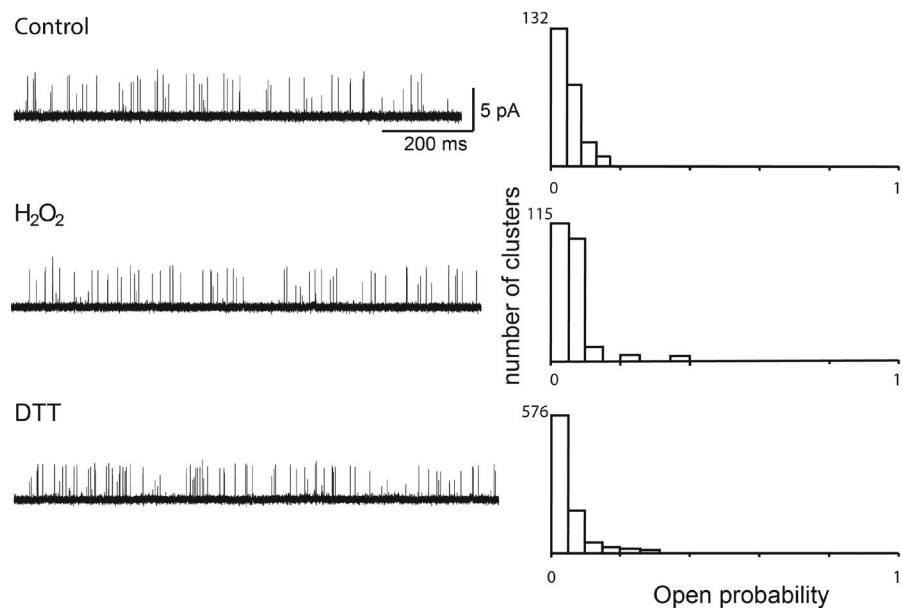 Control
132
5 pA
200 ms
0
1
H₂O₂
115
number of clusters
0
1
DTT
576
0
1
Open probability